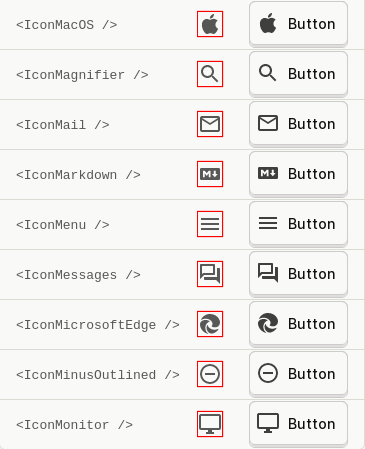 <IconMacOS /> Button
<IconMagnifier /> Button
<IconMail /> Button
<IconMarkdown /> M Button
<IconMenu /> Button
<IconMessages /> Button
<IconMicrosoftEdge /> Button
<IconMinusOutlined /> Button
<IconMonitor /> Button